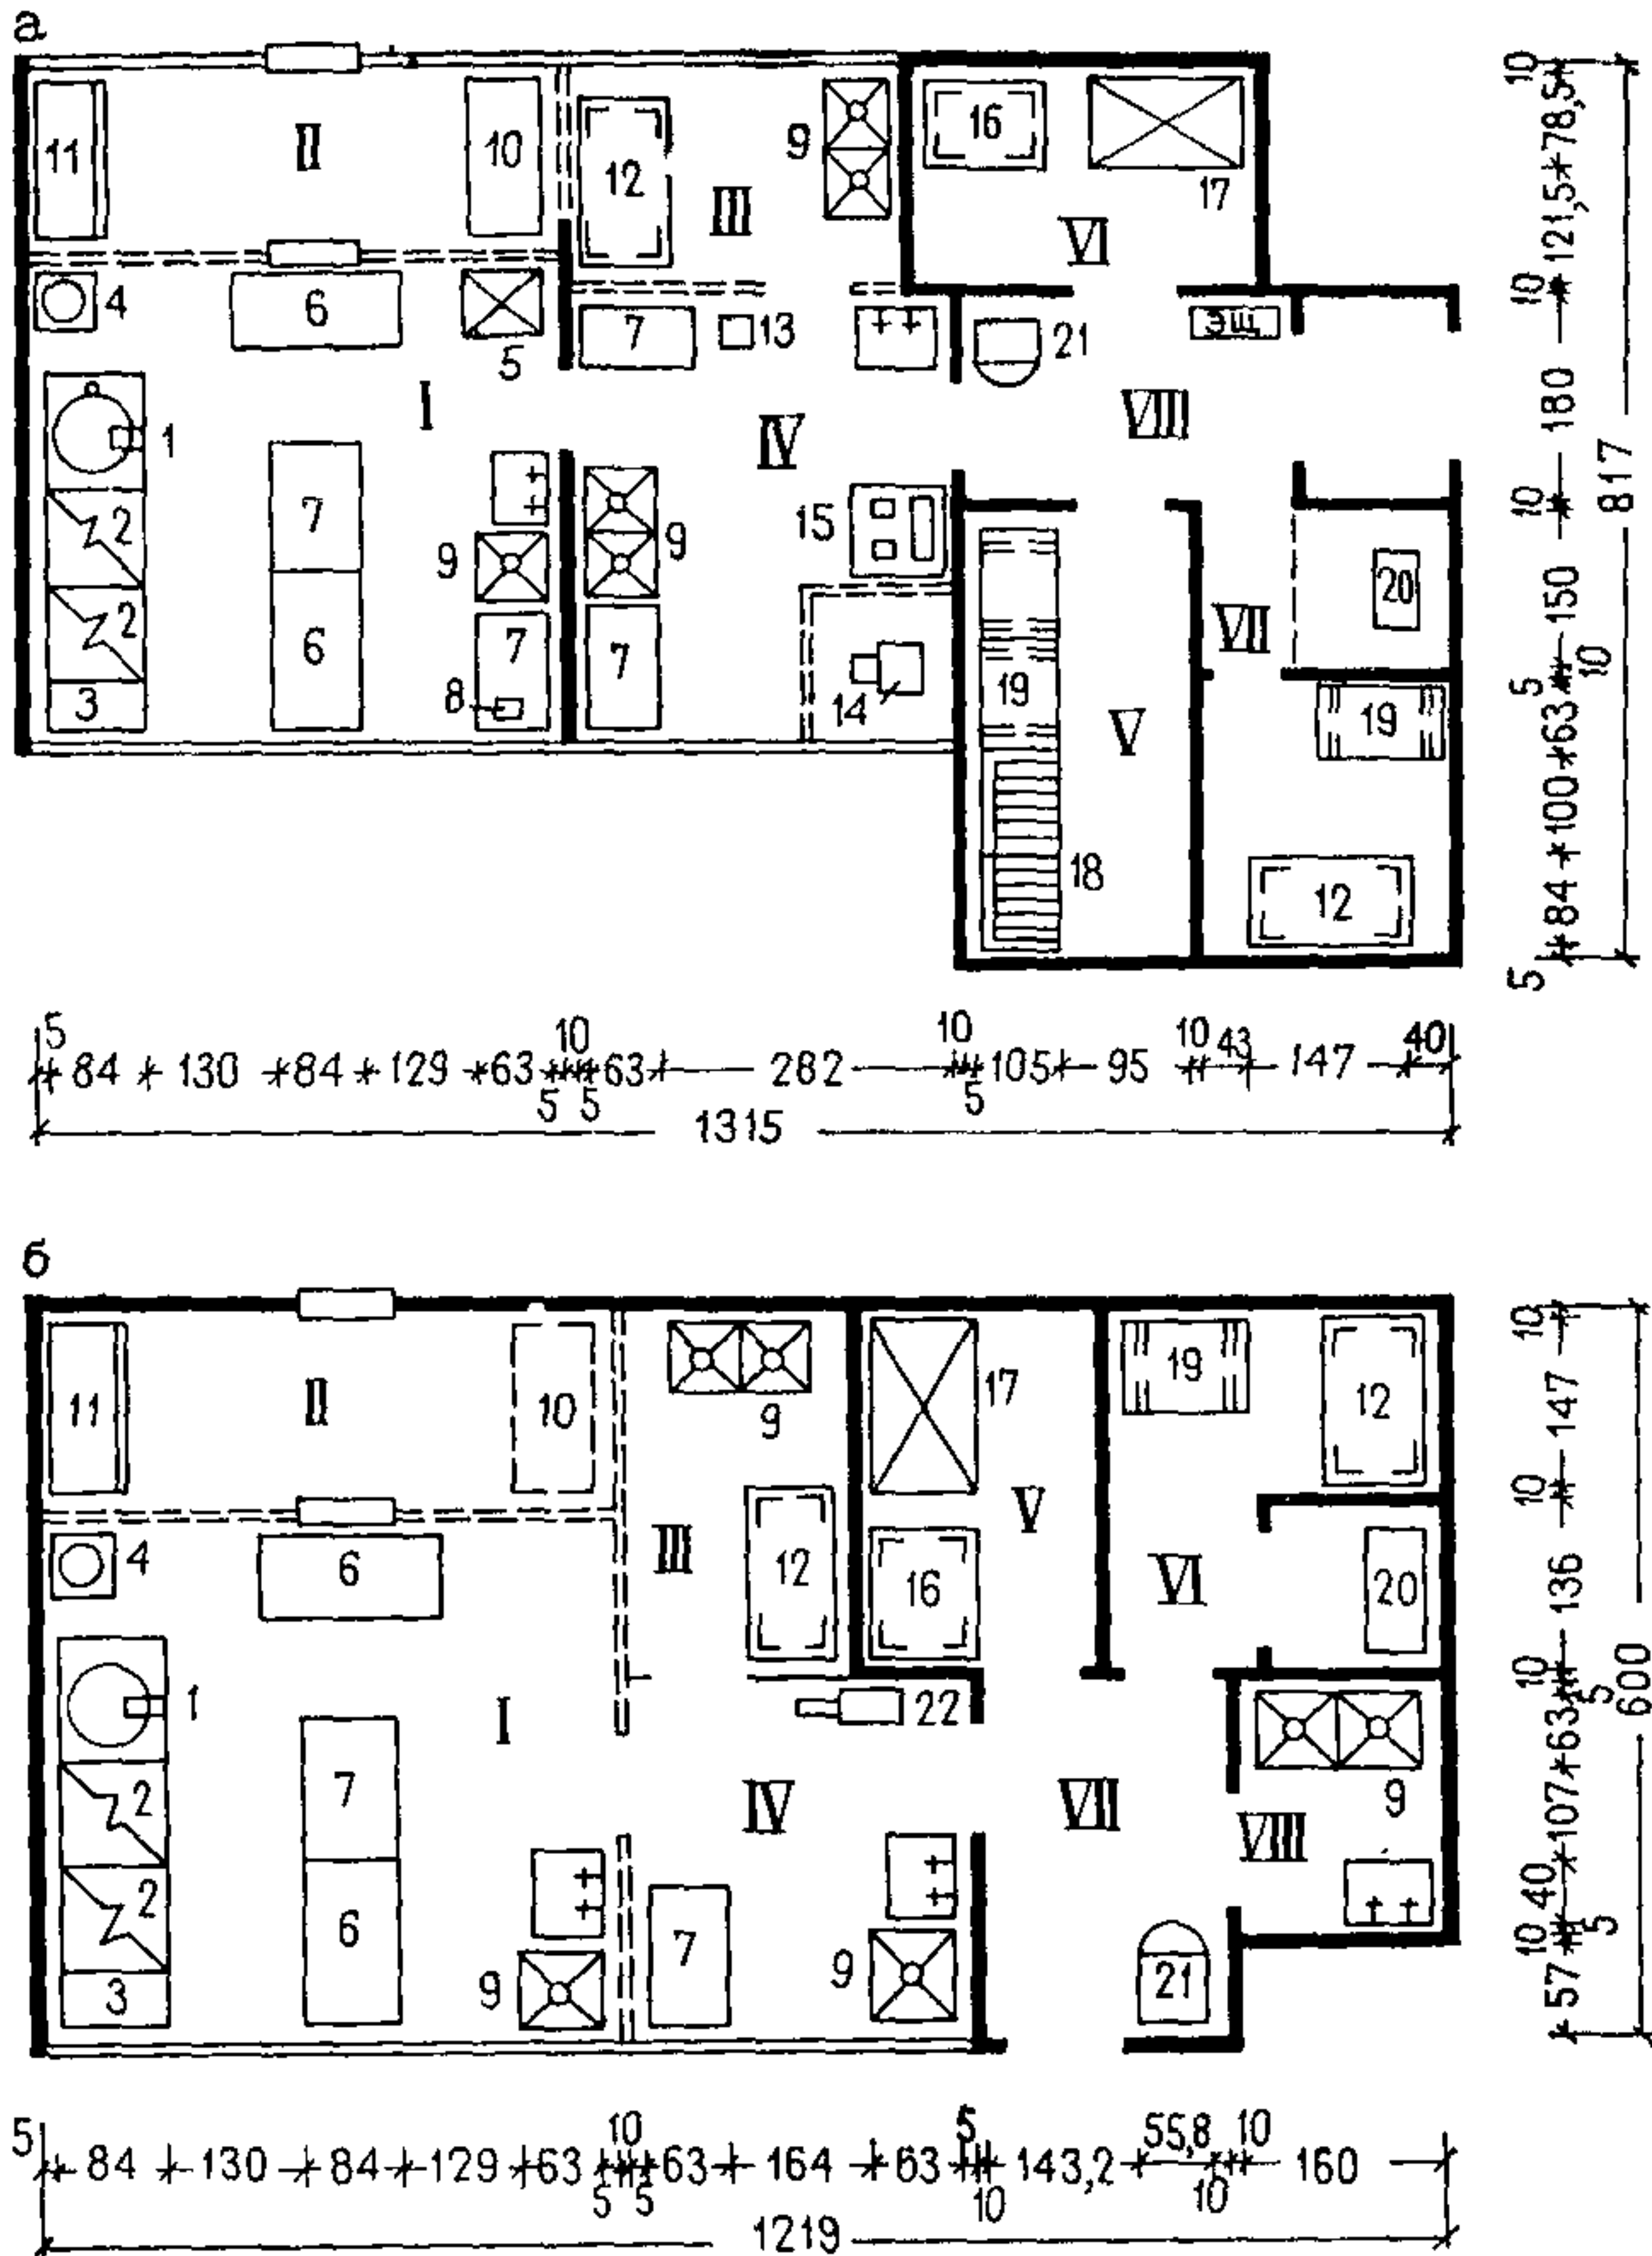 а
11 II 10 12 III 9 16 17
VI
4 6 5 7 13 21 ЭЩ
I IV VIII
1 2 2 3
7 6 9 7 8
9 7 15 14
V 19 18
VII 20 19 12
10 121,5 78,5
10 180
10 150
5 10
84 100 63
5
817
5 84 130 84 129 63 5 10 5 63 282 10 5 105 95 10 43 147 40
1315
б
11 II 10 9 17 19 12
4 6 III 12 16 V VI 20
1 I 22
2 7 IV VII 9
2 6 VIII
3 9 7 9 21
10 147
10 136
10 5
57 10 40 5 107 63
600
5 84 130 84 129 63 5 10 5 63 164 63 5 10 143,2 55,8 10 10 160
1219